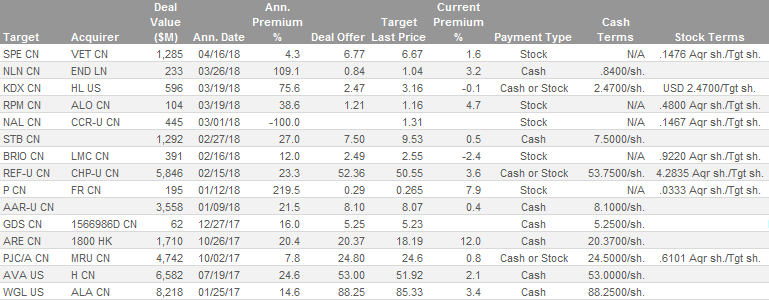 Target Acquirer Deal Value ($M) Ann. Date Ann. Premium % Deal Offer Target Last Price Current Premium % Payment Type Cash Terms Stock Terms
SPE CN VET CN 1,285 04/16/18 4.3 6.77 6.67 1.6 Stock N/A .1476 Aqr sh./Tgt sh.
NLN CN END LN 233 03/26/18 109.1 0.84 1.04 3.2 Cash .8400/sh.
KDX CN HL US 596 03/19/18 75.6 2.47 3.16 -0.1 Cash or Stock 2.4700/sh. USD 2.4700/Tgt sh.
RPM CN ALO CN 104 03/19/18 38.6 1.21 1.16 4.7 Stock N/A .4800 Aqr sh./Tgt sh.
NAL CN CCR-U CN 445 03/01/18 -100.0 1.31 Stock N/A .1467 Aqr sh./Tgt sh.
STB CN 1,292 02/27/18 27.0 7.50 9.53 0.5 Cash 7.5000/sh.
BRIO CN LMC CN 391 02/16/18 12.0 2.49 2.55 -2.4 Stock N/A .9220 Aqr sh./Tgt sh.
REF-U CN CHP-U CN 5,846 02/15/18 23.3 52.36 50.55 3.6 Cash or Stock 53.7500/sh. 4.2835 Aqr sh./Tgt sh.
P CN FR CN 195 01/12/18 219.5 0.29 0.265 7.9 Stock N/A .0333 Aqr sh./Tgt sh.
AAR-U CN 3,558 01/09/18 21.5 8.10 8.07 0.4 Cash 8.1000/sh.
GDS CN 1566986D CN 62 12/27/17 16.0 5.25 5.23 Cash 5.2500/sh.
ARE CN 1800 HK 1,710 10/26/17 20.4 20.37 18.19 12.0 Cash 20.3700/sh.
PJC/A CN MRU CN 4,742 10/02/17 7.8 24.80 24.6 0.8 Cash or Stock 24.5000/sh. .6101 Aqr sh./Tgt sh.
AVA US H CN 6,582 07/19/17 24.6 53.00 51.92 2.1 Cash 53.0000/sh.
WGL US ALA CN 8,218 01/25/17 14.6 88.25 85.33 3.4 Cash 88.2500/sh.